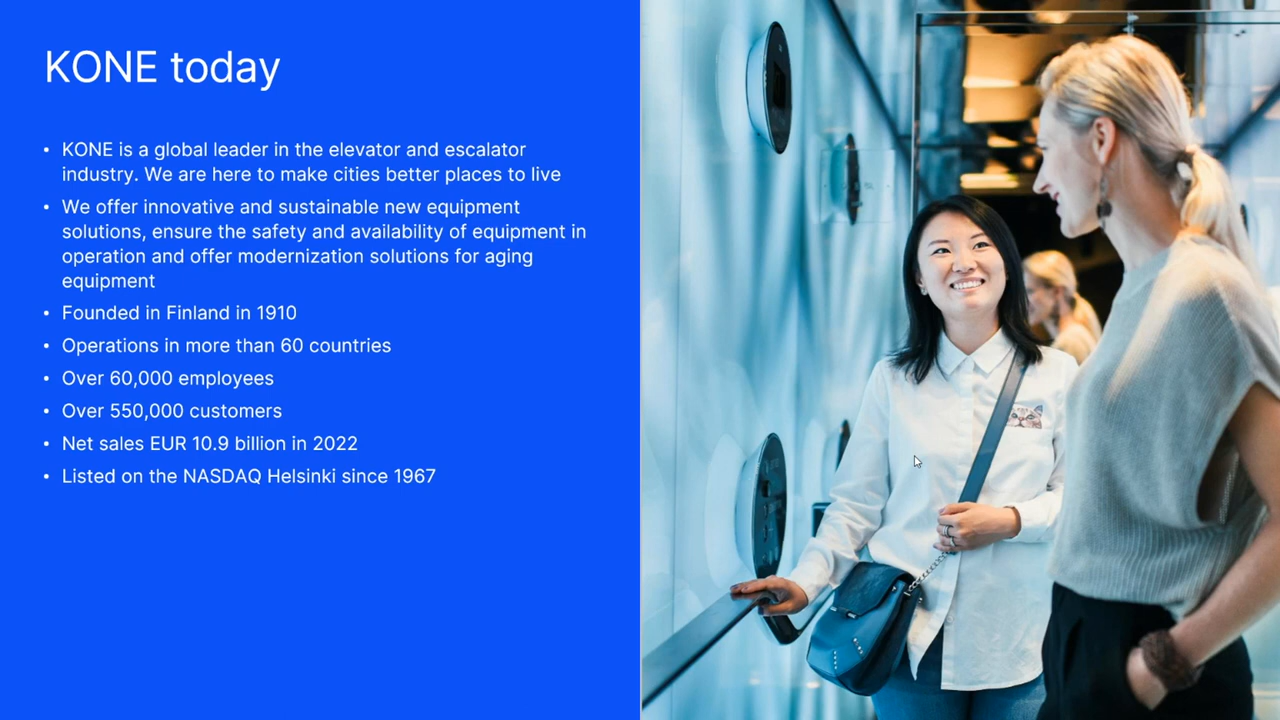 KONE today
• KONE is a global leader in the elevator and escalator
industry. We are here to make cities better places to live
• We offer innovative and sustainable new equipment
solutions, ensure the safety and availability of equipment in
operation and offer modernization solutions for aging
equipment
• Founded in Finland in 1910
• Operations in more than 60 countries
• Over 60,000 employees
• Over 550,000 customers
• Net sales EUR 10.9 billion in 2022
• Listed on the NASDAQ Helsinki since 1967